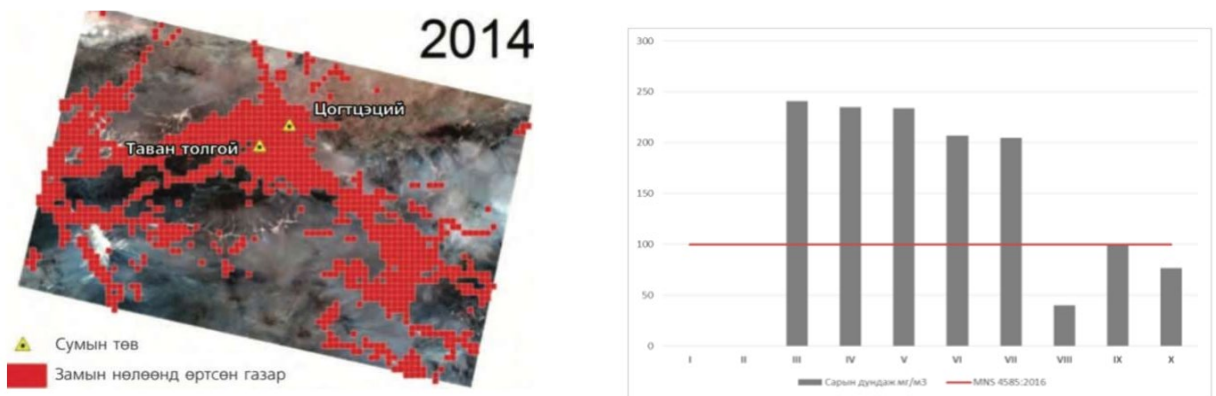 2014
Цогтцэций
Таван толгой
Сумын төв
Замын нөлөөнд өртсөн газар
300
250
200
150
100
50
0
I II III IV V VI VII VIII IX X
Сарын дундаж мг/м3 MNS 4585:2016